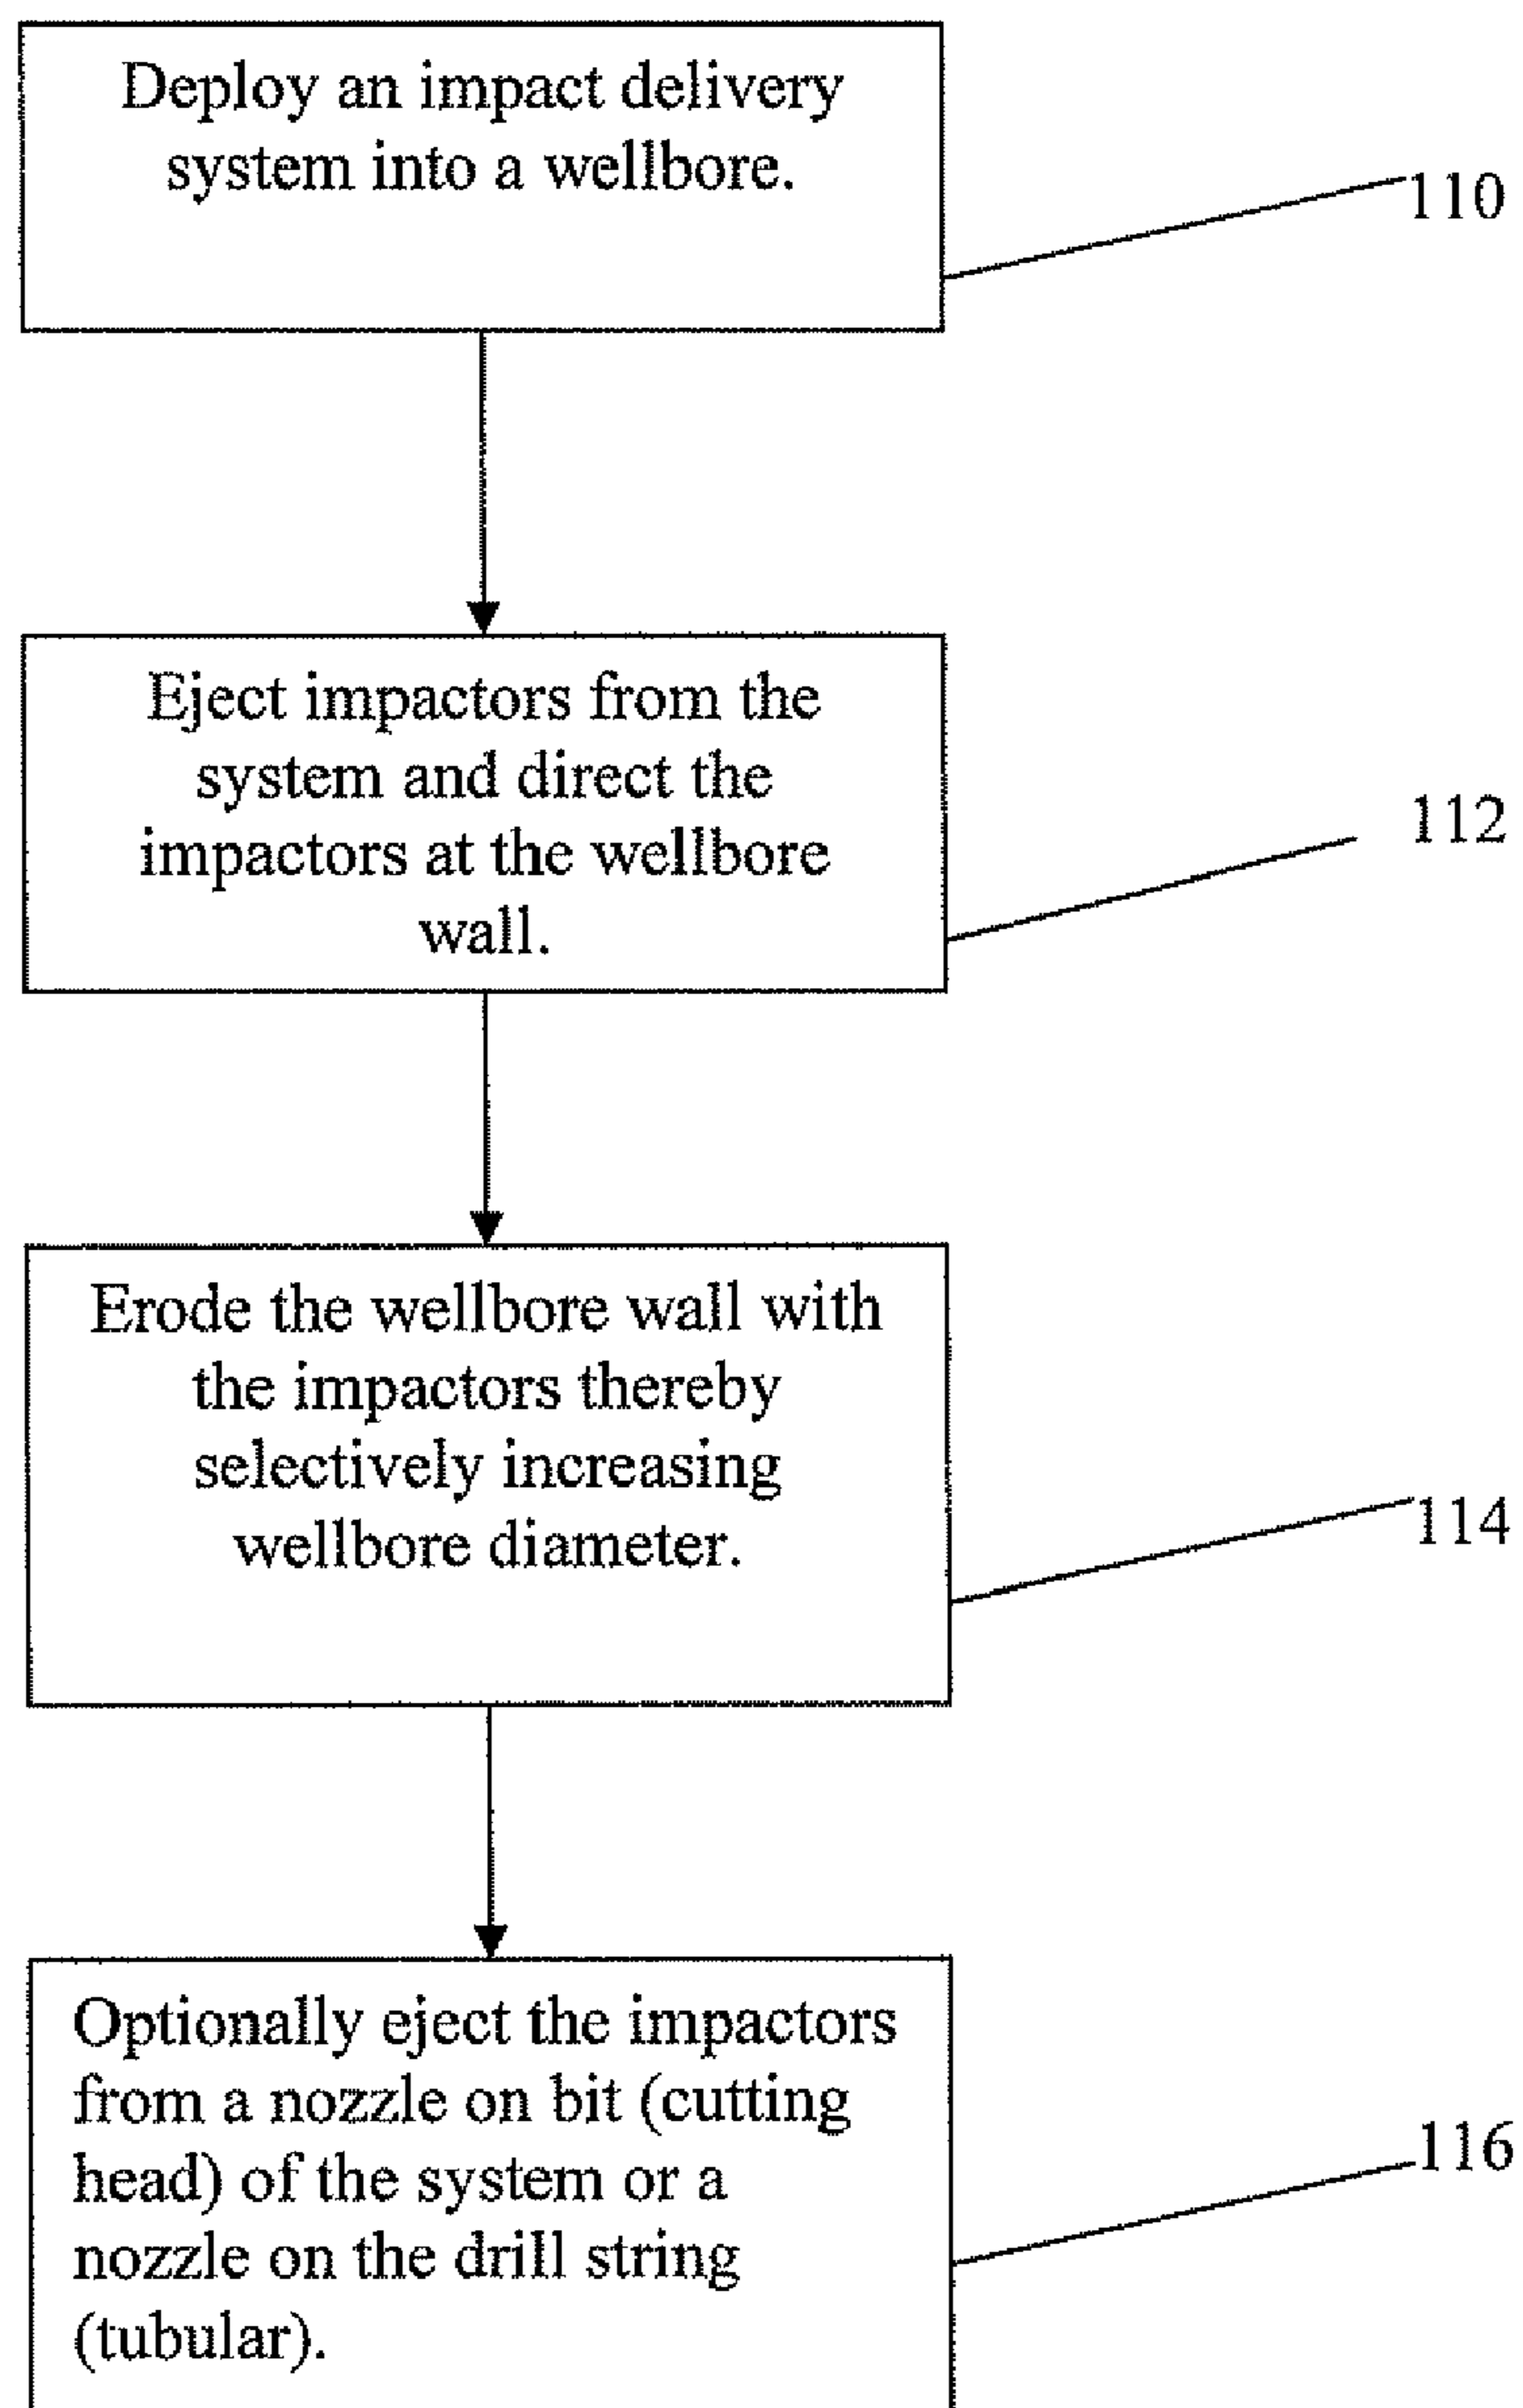 Deploy an impact delivery
system into a wellbore.
110
Eject impactors from the
system and direct the
impactors at the wellbore
wall.
112
Erode the wellbore wall with
the impactors thereby
selectively increasing
wellbore diameter.
114
Optionally eject the impactors
from a nozzle on bit (cutting
head) of the system or a
nozzle on the drill string
(tubular).
116